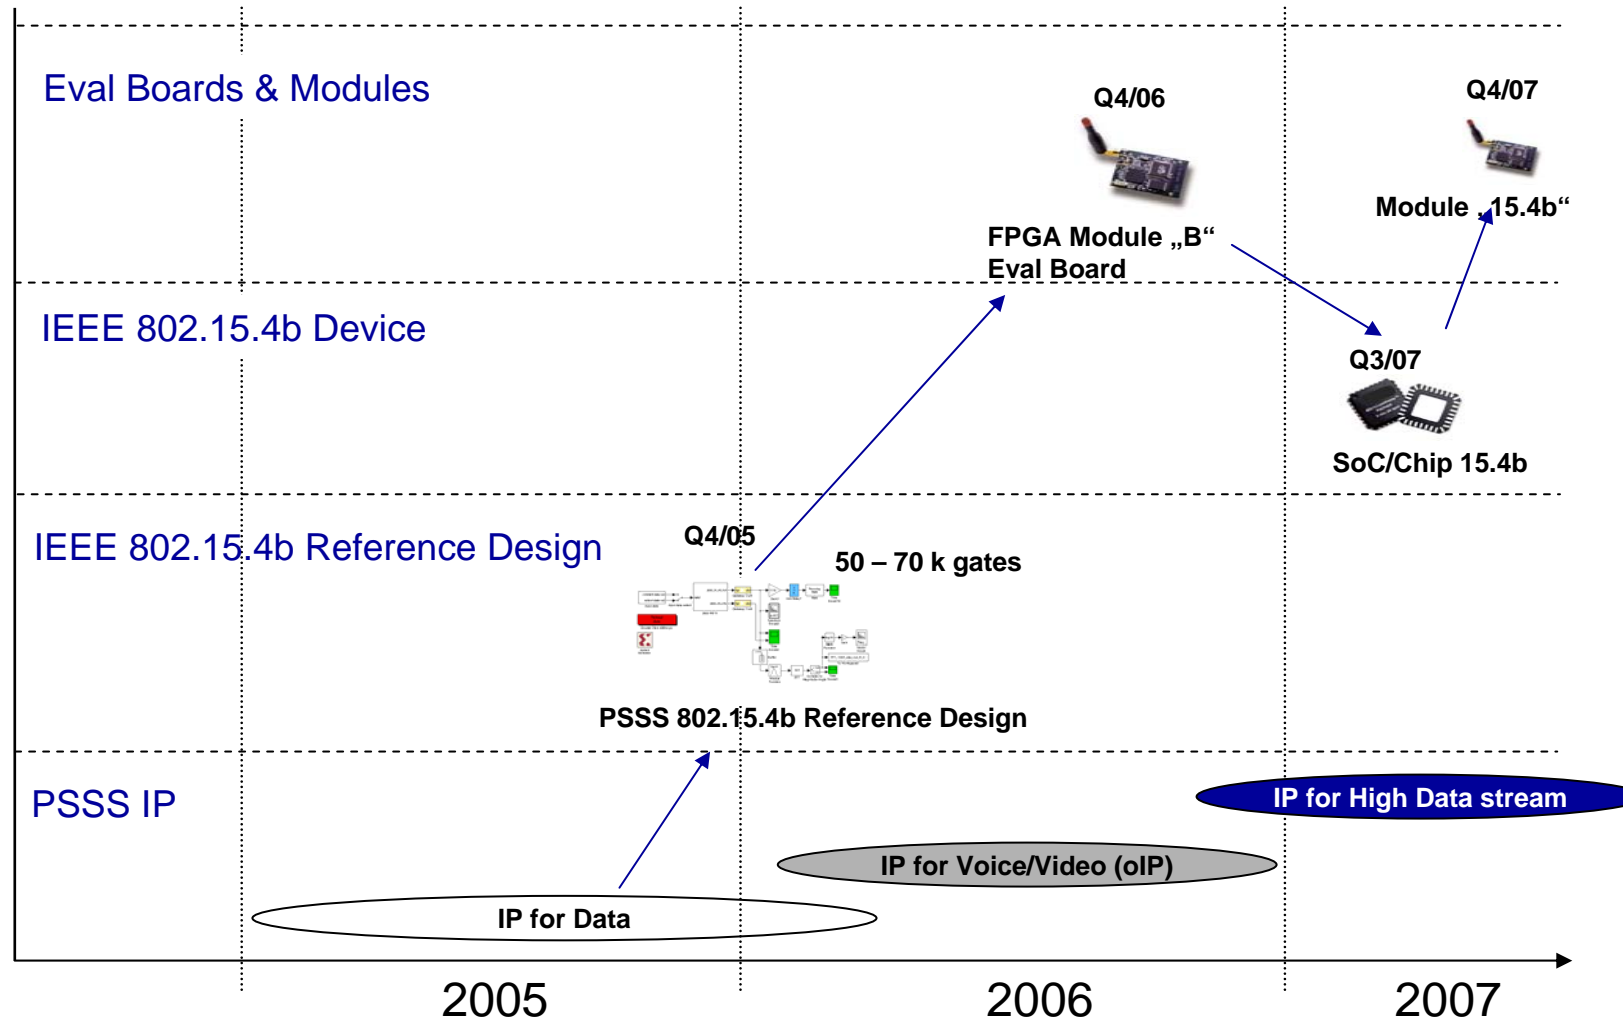 Eval Boards & Modules
Q4/06
Q4/07
Module „15.4b“
FPGA Module „B“
Eval Board
IEEE 802.15.4b Device
Q3/07
SoC/Chip 15.4b
IEEE 802.15.4b Reference Design
Q4/05
50 – 70 k gates
PSSS 802.15.4b Reference Design
PSSS IP
IP for High Data stream
IP for Voice/Video (oIP)
IP for Data
2005
2006
2007